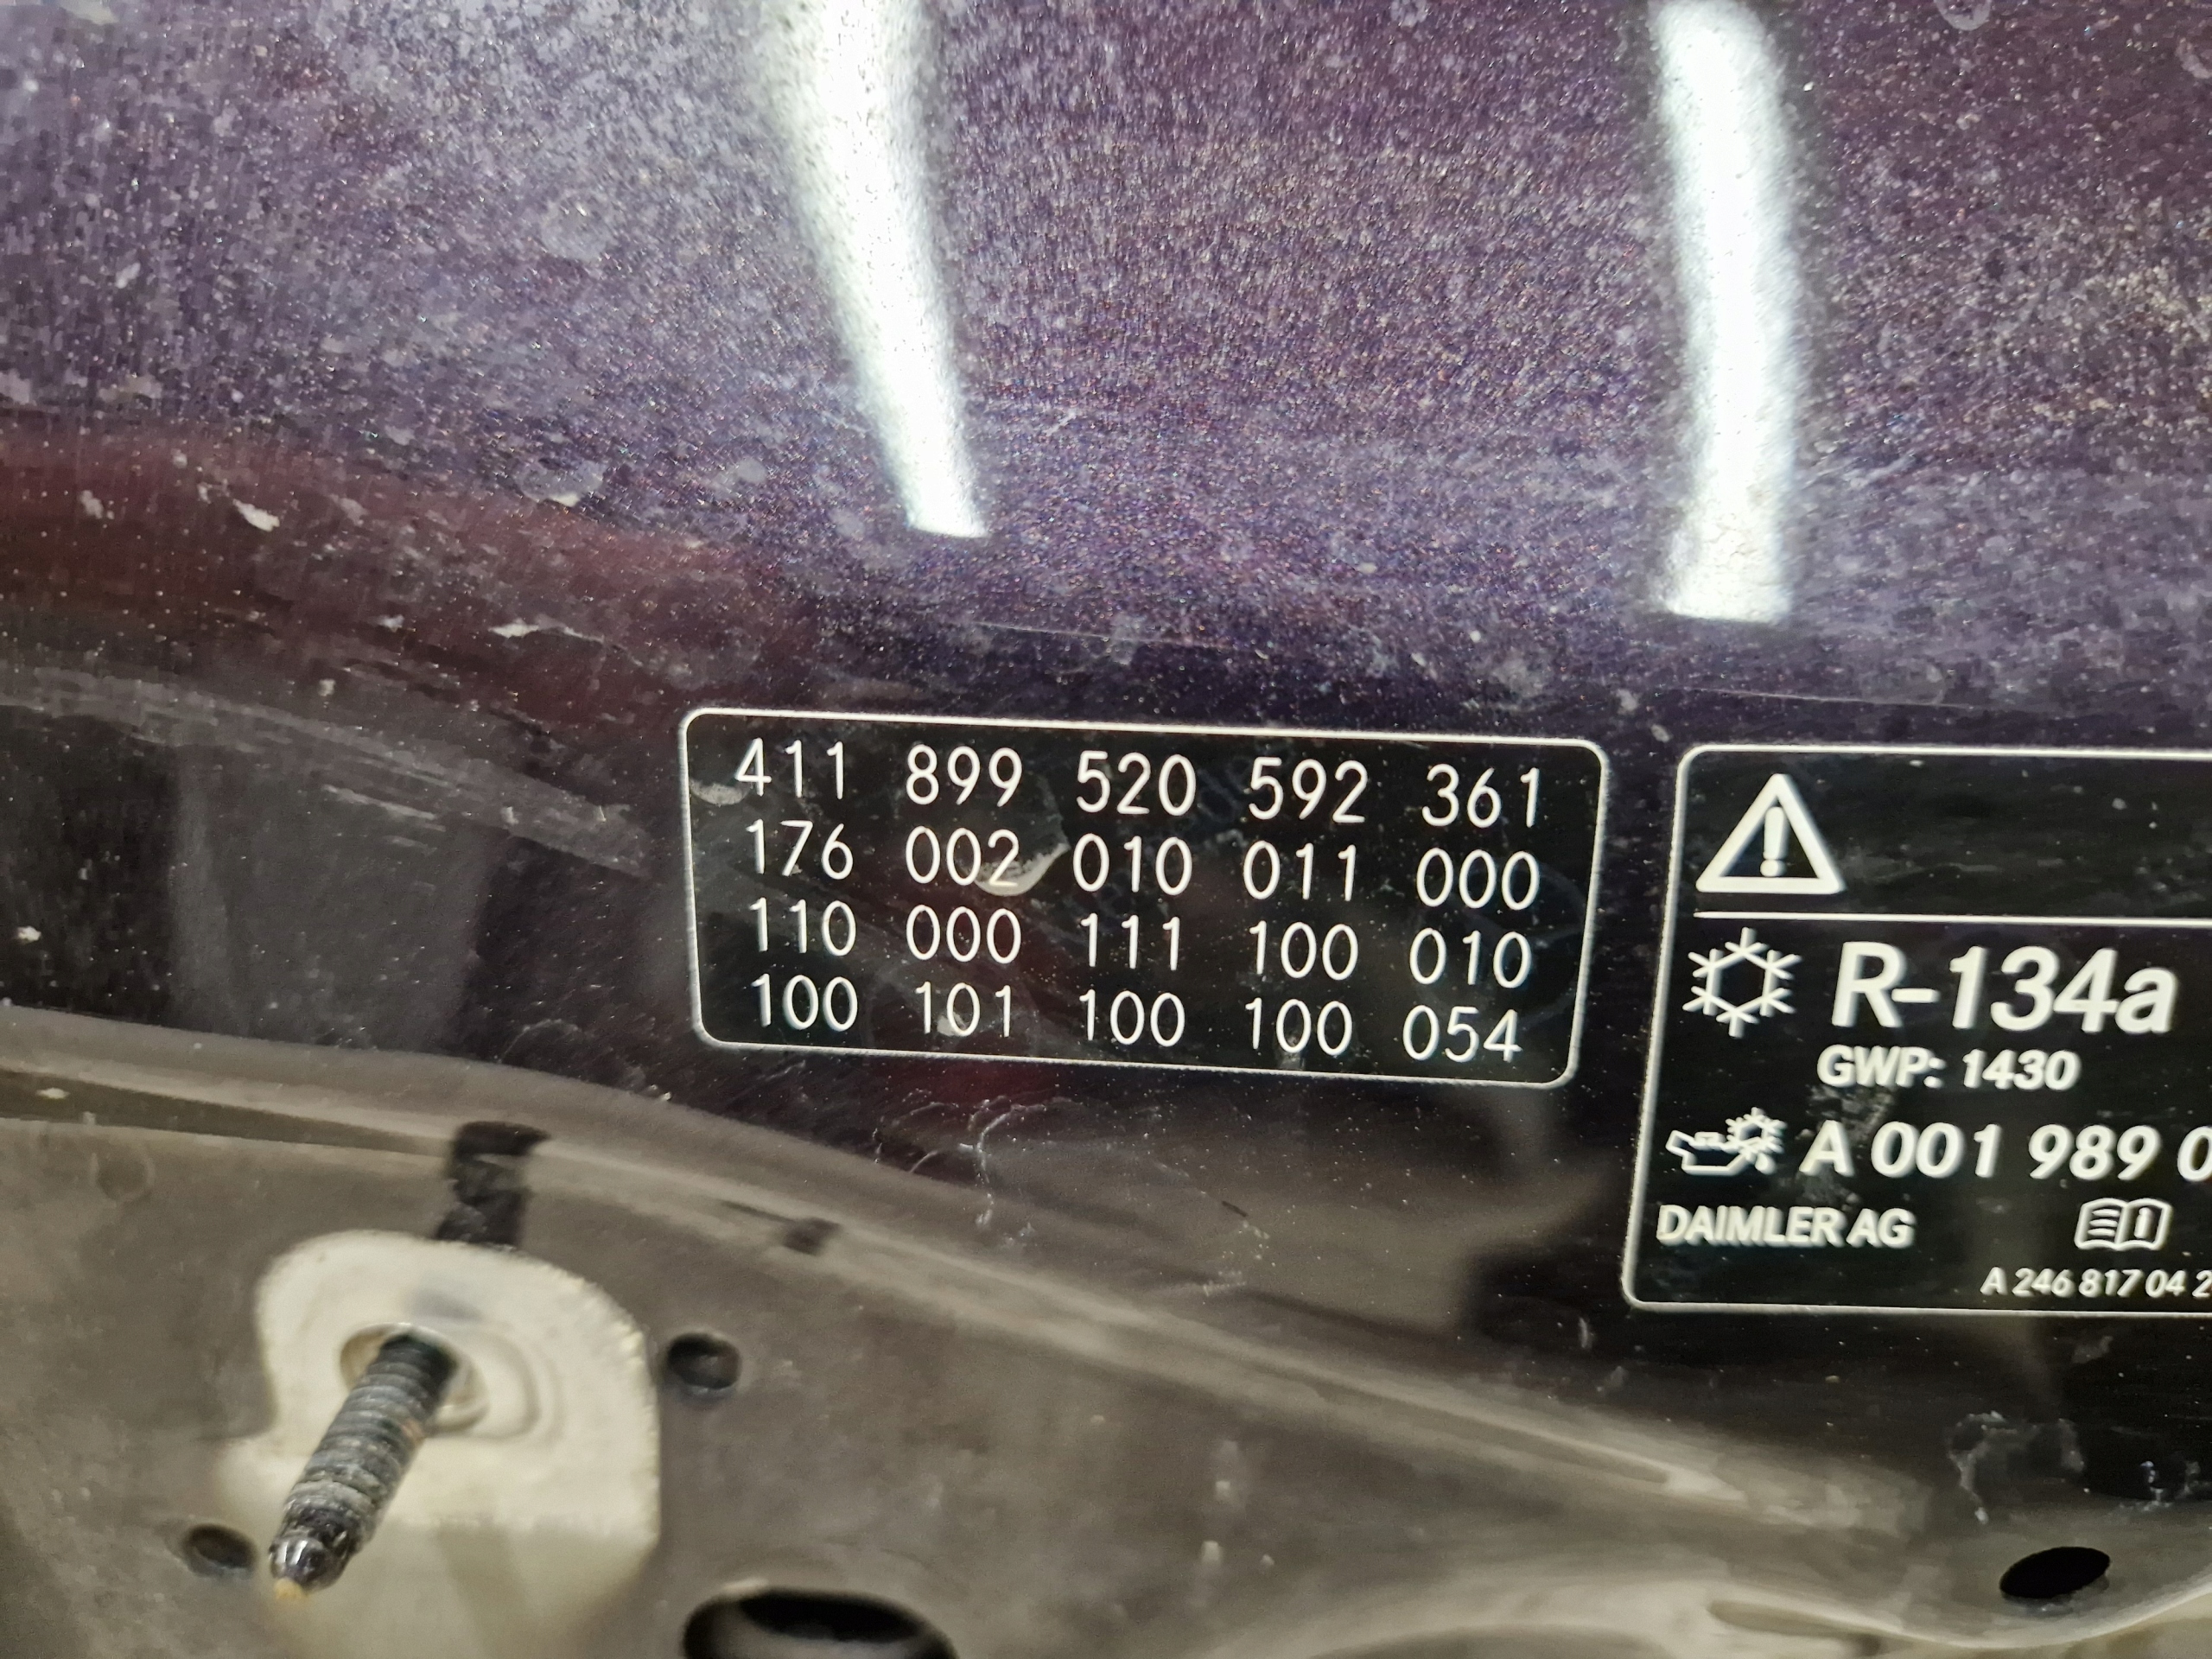 411 899 520 592 361
176 002 010 011 000
110 000 111 100 010
100 101 100 100 054
R-134a
GWP: 1430
A 001 989 0
DAIMLER AG
A 246 817 04 2